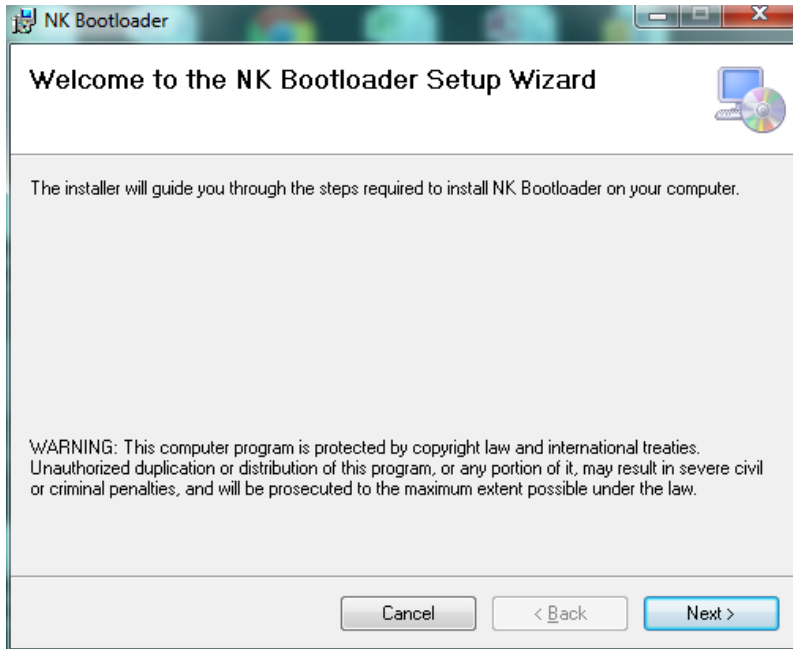 NK Bootloader
Welcome to the NK Bootloader Setup Wizard
The installer will guide you through the steps required to install NK Bootloader on your computer.
WARNING: This computer program is protected by copyright law and international treaties.
Unauthorized duplication or distribution of this program, or any portion of it, may result in severe civil
or criminal penalties, and will be prosecuted to the maximum extent possible under the law.
Cancel
< Back
Next >